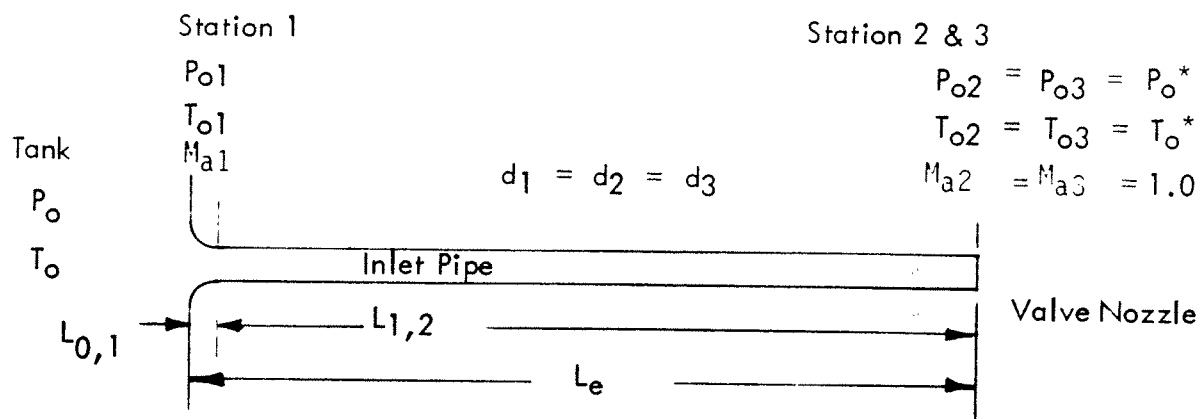 Station 1
Po1
To1
Ma1
Tank
Po
To
d1 = d2 = d3
Station 2 & 3
Po2 = Po3 = Po*
To2 = To3 = To*
Ma2 = Ma3 = 1.0
Inlet Pipe
Valve Nozzle
L0,1
L1,2
Le